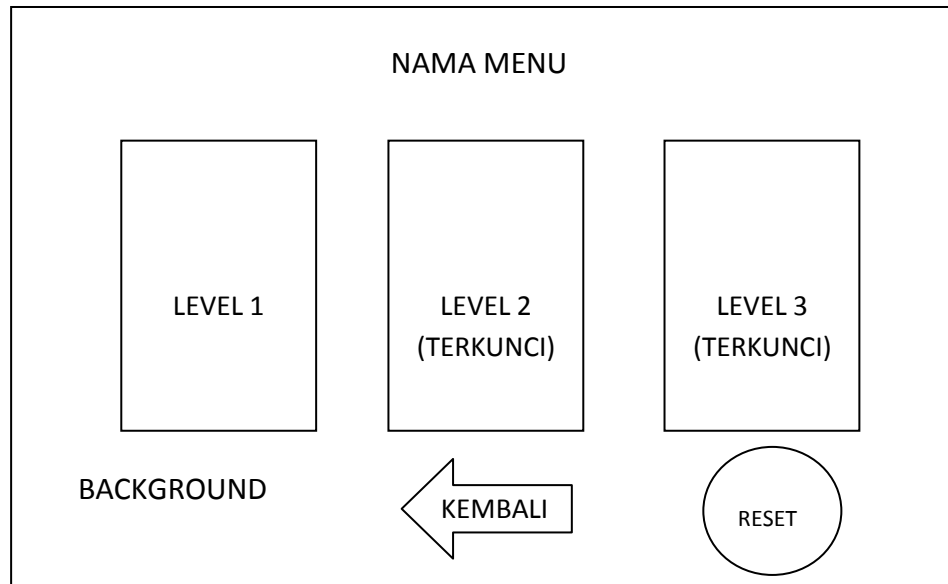 NAMA MENU
LEVEL 1
LEVEL 2
(TERKUNCI)
LEVEL 3
(TERKUNCI)
BACKGROUND
KEMBALI
RESET